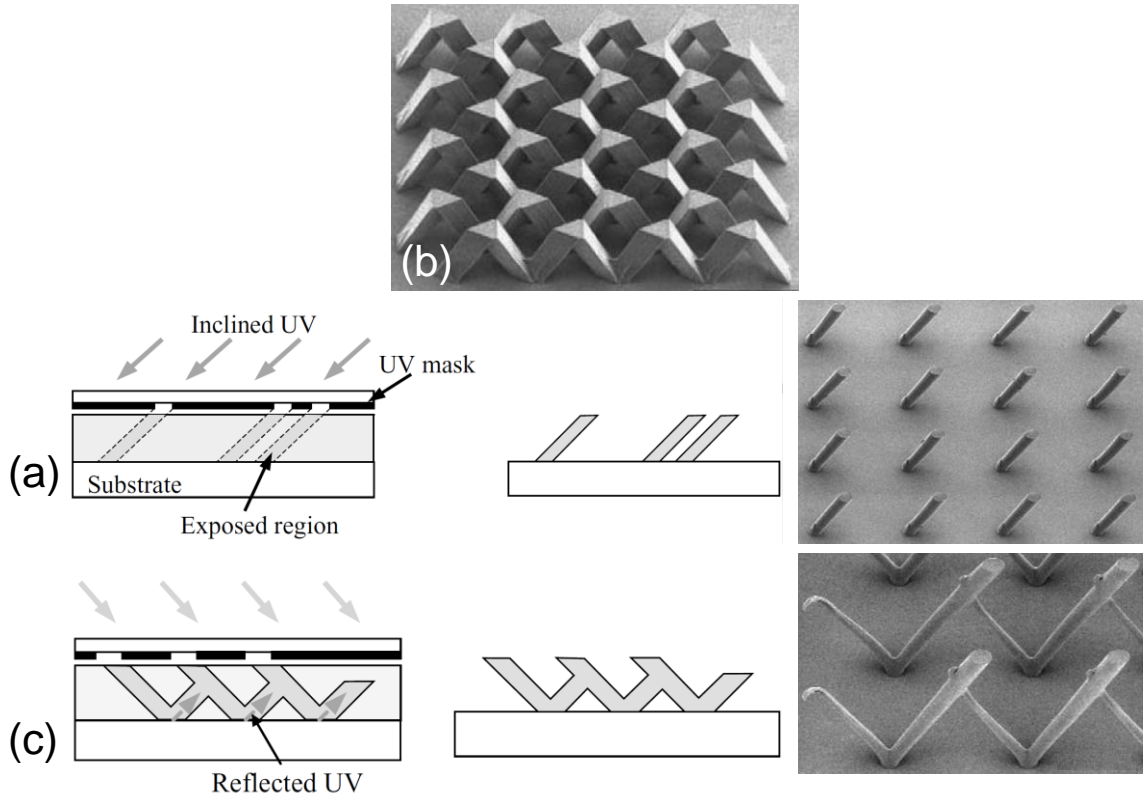 (b)
Inclined UV
UV mask
(a)
Substrate
Exposed region
(c)
Reflected UV